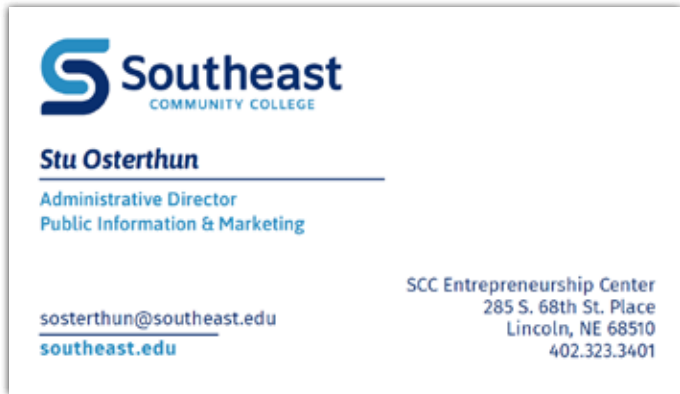 Southeast
COMMUNITY COLLEGE
Stu Osterthun
Administrative Director
Public Information & Marketing
sosterthun@southeast.edu
southeast.edu
SCC Entrepreneurship Center
285 S. 68th St. Place
Lincoln, NE 68510
402.323.3401